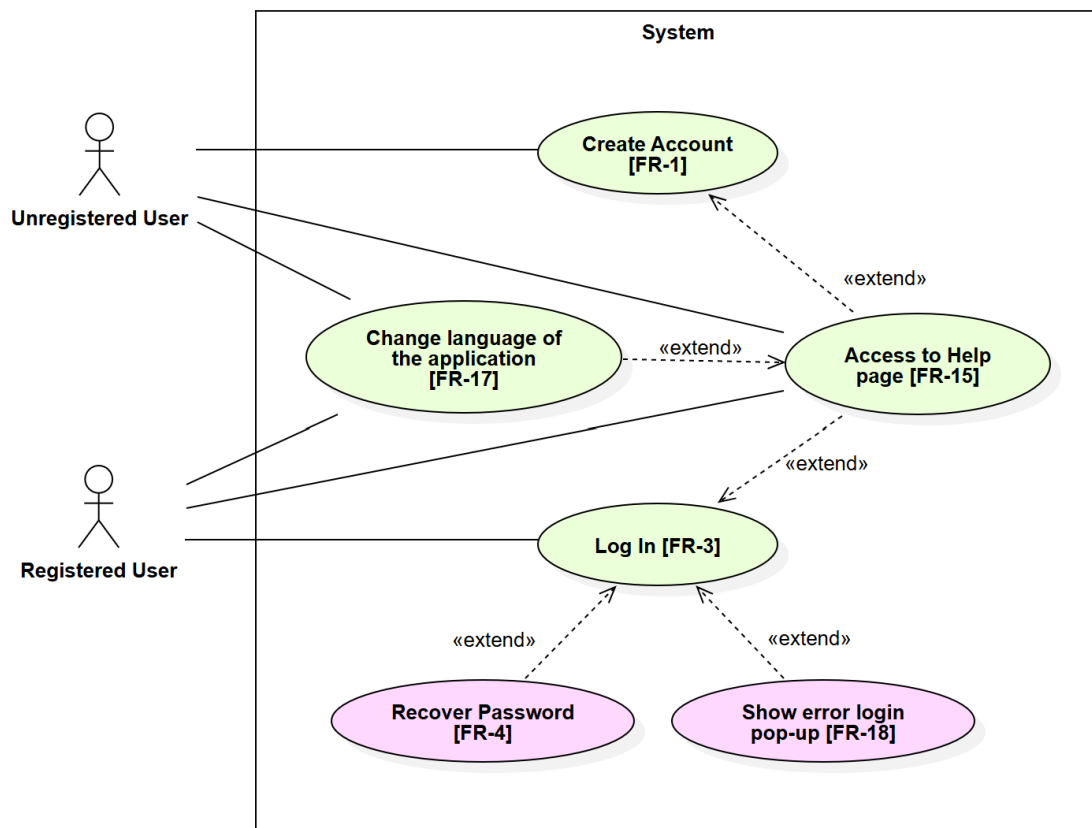 System
Create Account
[FR-1]
Unregistered User
«extend»
Change language of
the application
[FR-17]
«extend»
Access to Help
page [FR-15]
«extend»
Log In [FR-3]
Registered User
«extend»
«extend»
Recover Password
[FR-4]
Show error login
pop-up [FR-18]